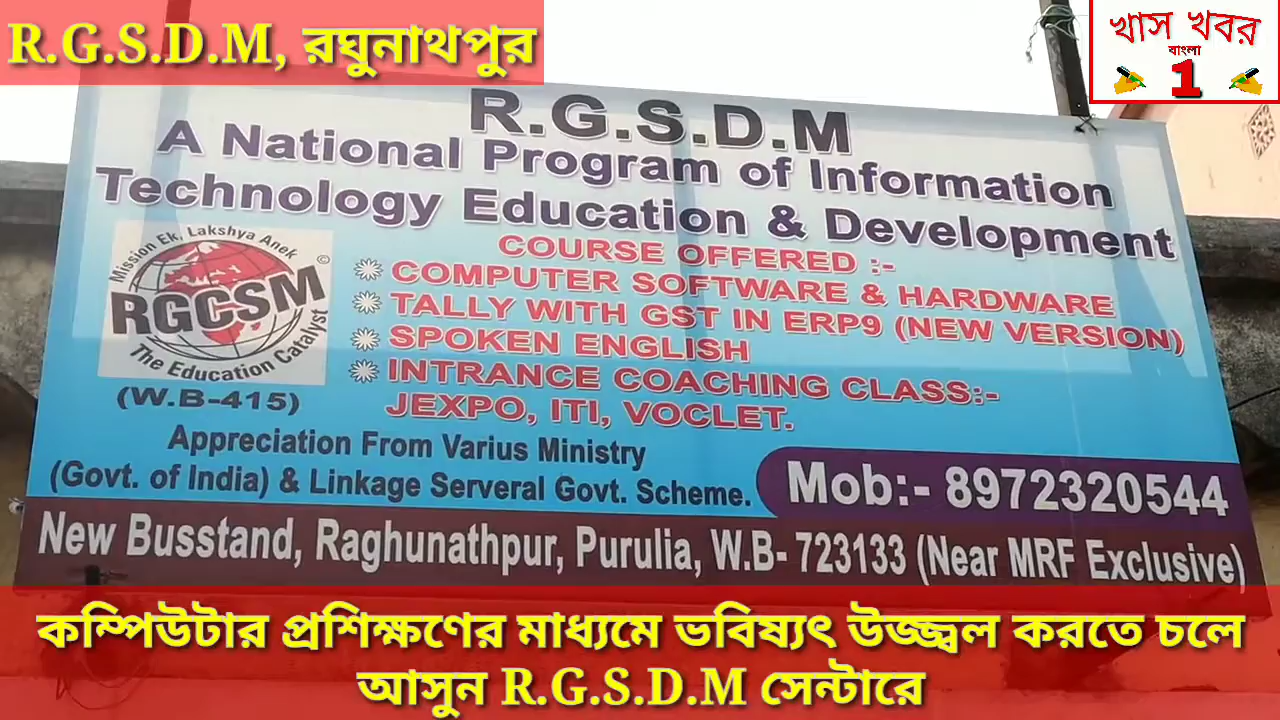 R.G.S.D.M, রঘুনাথপুর
খাস খবর
বাংলা
1
R.G.S.D.M
A National Program of Information
Technology Education & Development
COURSE OFFERED :-
COMPUTER SOFTWARE & HARDWARE
TALLY WITH GST IN ERP9 (NEW VERSION)
SPOKEN ENGLISH
INTRANCE COACHING CLASS:-
JEXPO, ITI, VOCLET.
Mission Ek, Lakshya Anek
©
RGCSM
The Education Catalyst
(W.B-415)
Appreciation From Varius Ministry
(Govt. of India) & Linkage Serveral Govt. Scheme.
Mob:- 8972320544
New Busstand, Raghunathpur, Purulia, W.B- 723133 (Near MRF Exclusive)
কম্পিউটার প্রশিক্ষণের মাধ্যমে ভবিষ্যৎ উজ্জ্বল করতে চলে
আসুন R.G.S.D.M সেন্টারে